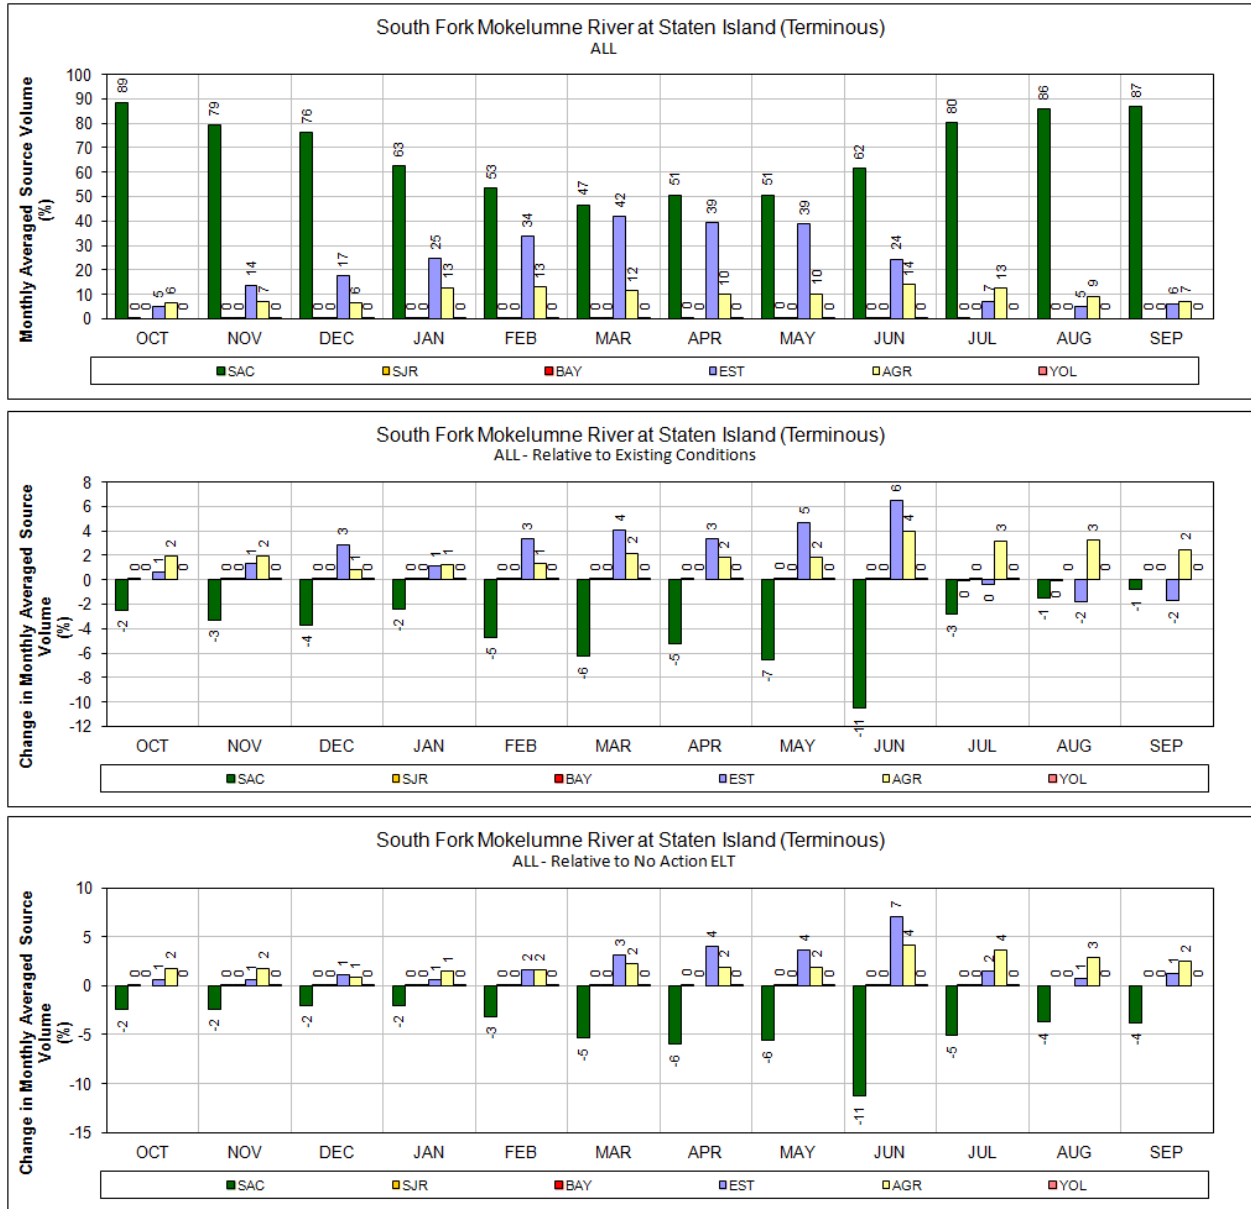 South Fork Mokelumne River at Staten Island (Terminous)
ALL
Monthly Averaged Source Volume
(%)
100
90
80
70
60
50
40
30
20
10
0
89 0 0 5 6 0
79 0 0 14 7 0
76 0 0 17 6 0
63 0 0 25 13 0
53 0 0 34 13 0
47 0 0 42 12 0
51 0 0 39 10 0
51 0 0 39 10 0
62 0 0 24 14 0
80 0 0 7 13 0
86 0 0 5 9 0
87 0 0 6 7 0
OCT NOV DEC JAN FEB MAR APR MAY JUN JUL AUG SEP
SAC SJR BAY EST AGR YOL
South Fork Mokelumne River at Staten Island (Terminous)
ALL - Relative to Existing Conditions
Change in Monthly Averaged Source
Volume
(%)
8
6
4
2
0
-2
-4
-6
-8
-10
-12
-2 0 0 1 2 0
-3 0 0 1 2 0
-4 0 0 3 1 0
-2 0 0 1 1 0
-5 0 0 3 1 0
-6 0 0 4 2 0
-5 0 0 3 2 0
-7 0 0 5 2 0
-11 0 0 6 4 0
-3 0 0 0 3 0
-1 0 0 -2 3 0
-1 0 0 -2 2 0
OCT NOV DEC JAN FEB MAR APR MAY JUN JUL AUG SEP
SAC SJR BAY EST AGR YOL
South Fork Mokelumne River at Staten Island (Terminous)
ALL - Relative to No Action ELT
Change in Monthly Averaged Source
Volume
(%)
10
5
0
-5
-10
-15
-2 0 0 1 2 0
-2 0 0 1 2 0
-2 0 0 1 1 0
-2 0 0 1 1 0
-3 0 0 2 2 0
-5 0 0 3 2 0
-6 0 0 4 2 0
-6 0 0 4 2 0
-11 0 0 7 4 0
-5 0 0 2 4 0
-4 0 0 1 3 0
-4 0 0 1 2 0
OCT NOV DEC JAN FEB MAR APR MAY JUN JUL AUG SEP
SAC SJR BAY EST AGR YOL